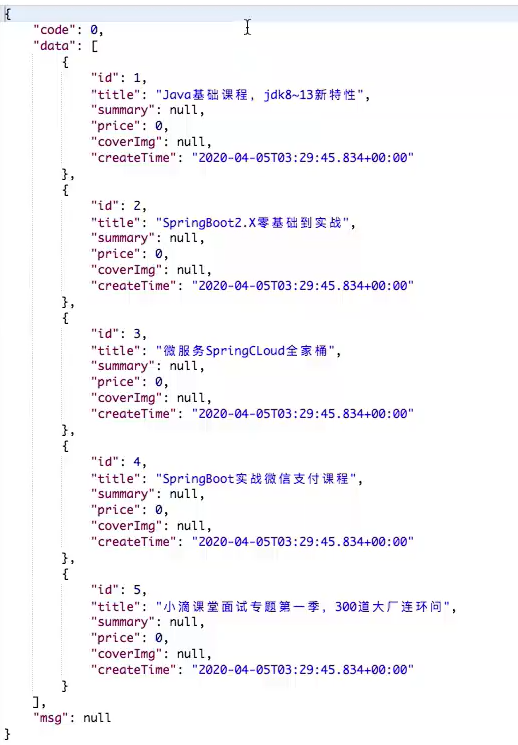 {
"code": 0,
"data": [
{
"id": 1,
"title": "Java基础课程，jdk8~13新特性",
"summary": null,
"price": 0,
"coverImg": null,
"createTime": "2020-04-05T03:29:45.834+00:00"
},
{
"id": 2,
"title": "SpringBoot2.X零基础到实战",
"summary": null,
"price": 0,
"coverImg": null,
"createTime": "2020-04-05T03:29:45.834+00:00"
},
{
"id": 3,
"title": "微服务SpringCLoud全家桶",
"summary": null,
"price": 0,
"coverImg": null,
"createTime": "2020-04-05T03:29:45.834+00:00"
},
{
"id": 4,
"title": "SpringBoot实战微信支付课程",
"summary": null,
"price": 0,
"coverImg": null,
"createTime": "2020-04-05T03:29:45.834+00:00"
},
{
"id": 5,
"title": "小滴课堂面试专题第一季，300道大厂连环问",
"summary": null,
"price": 0,
"coverImg": null,
"createTime": "2020-04-05T03:29:45.834+00:00"
}
],
"msg": null
}